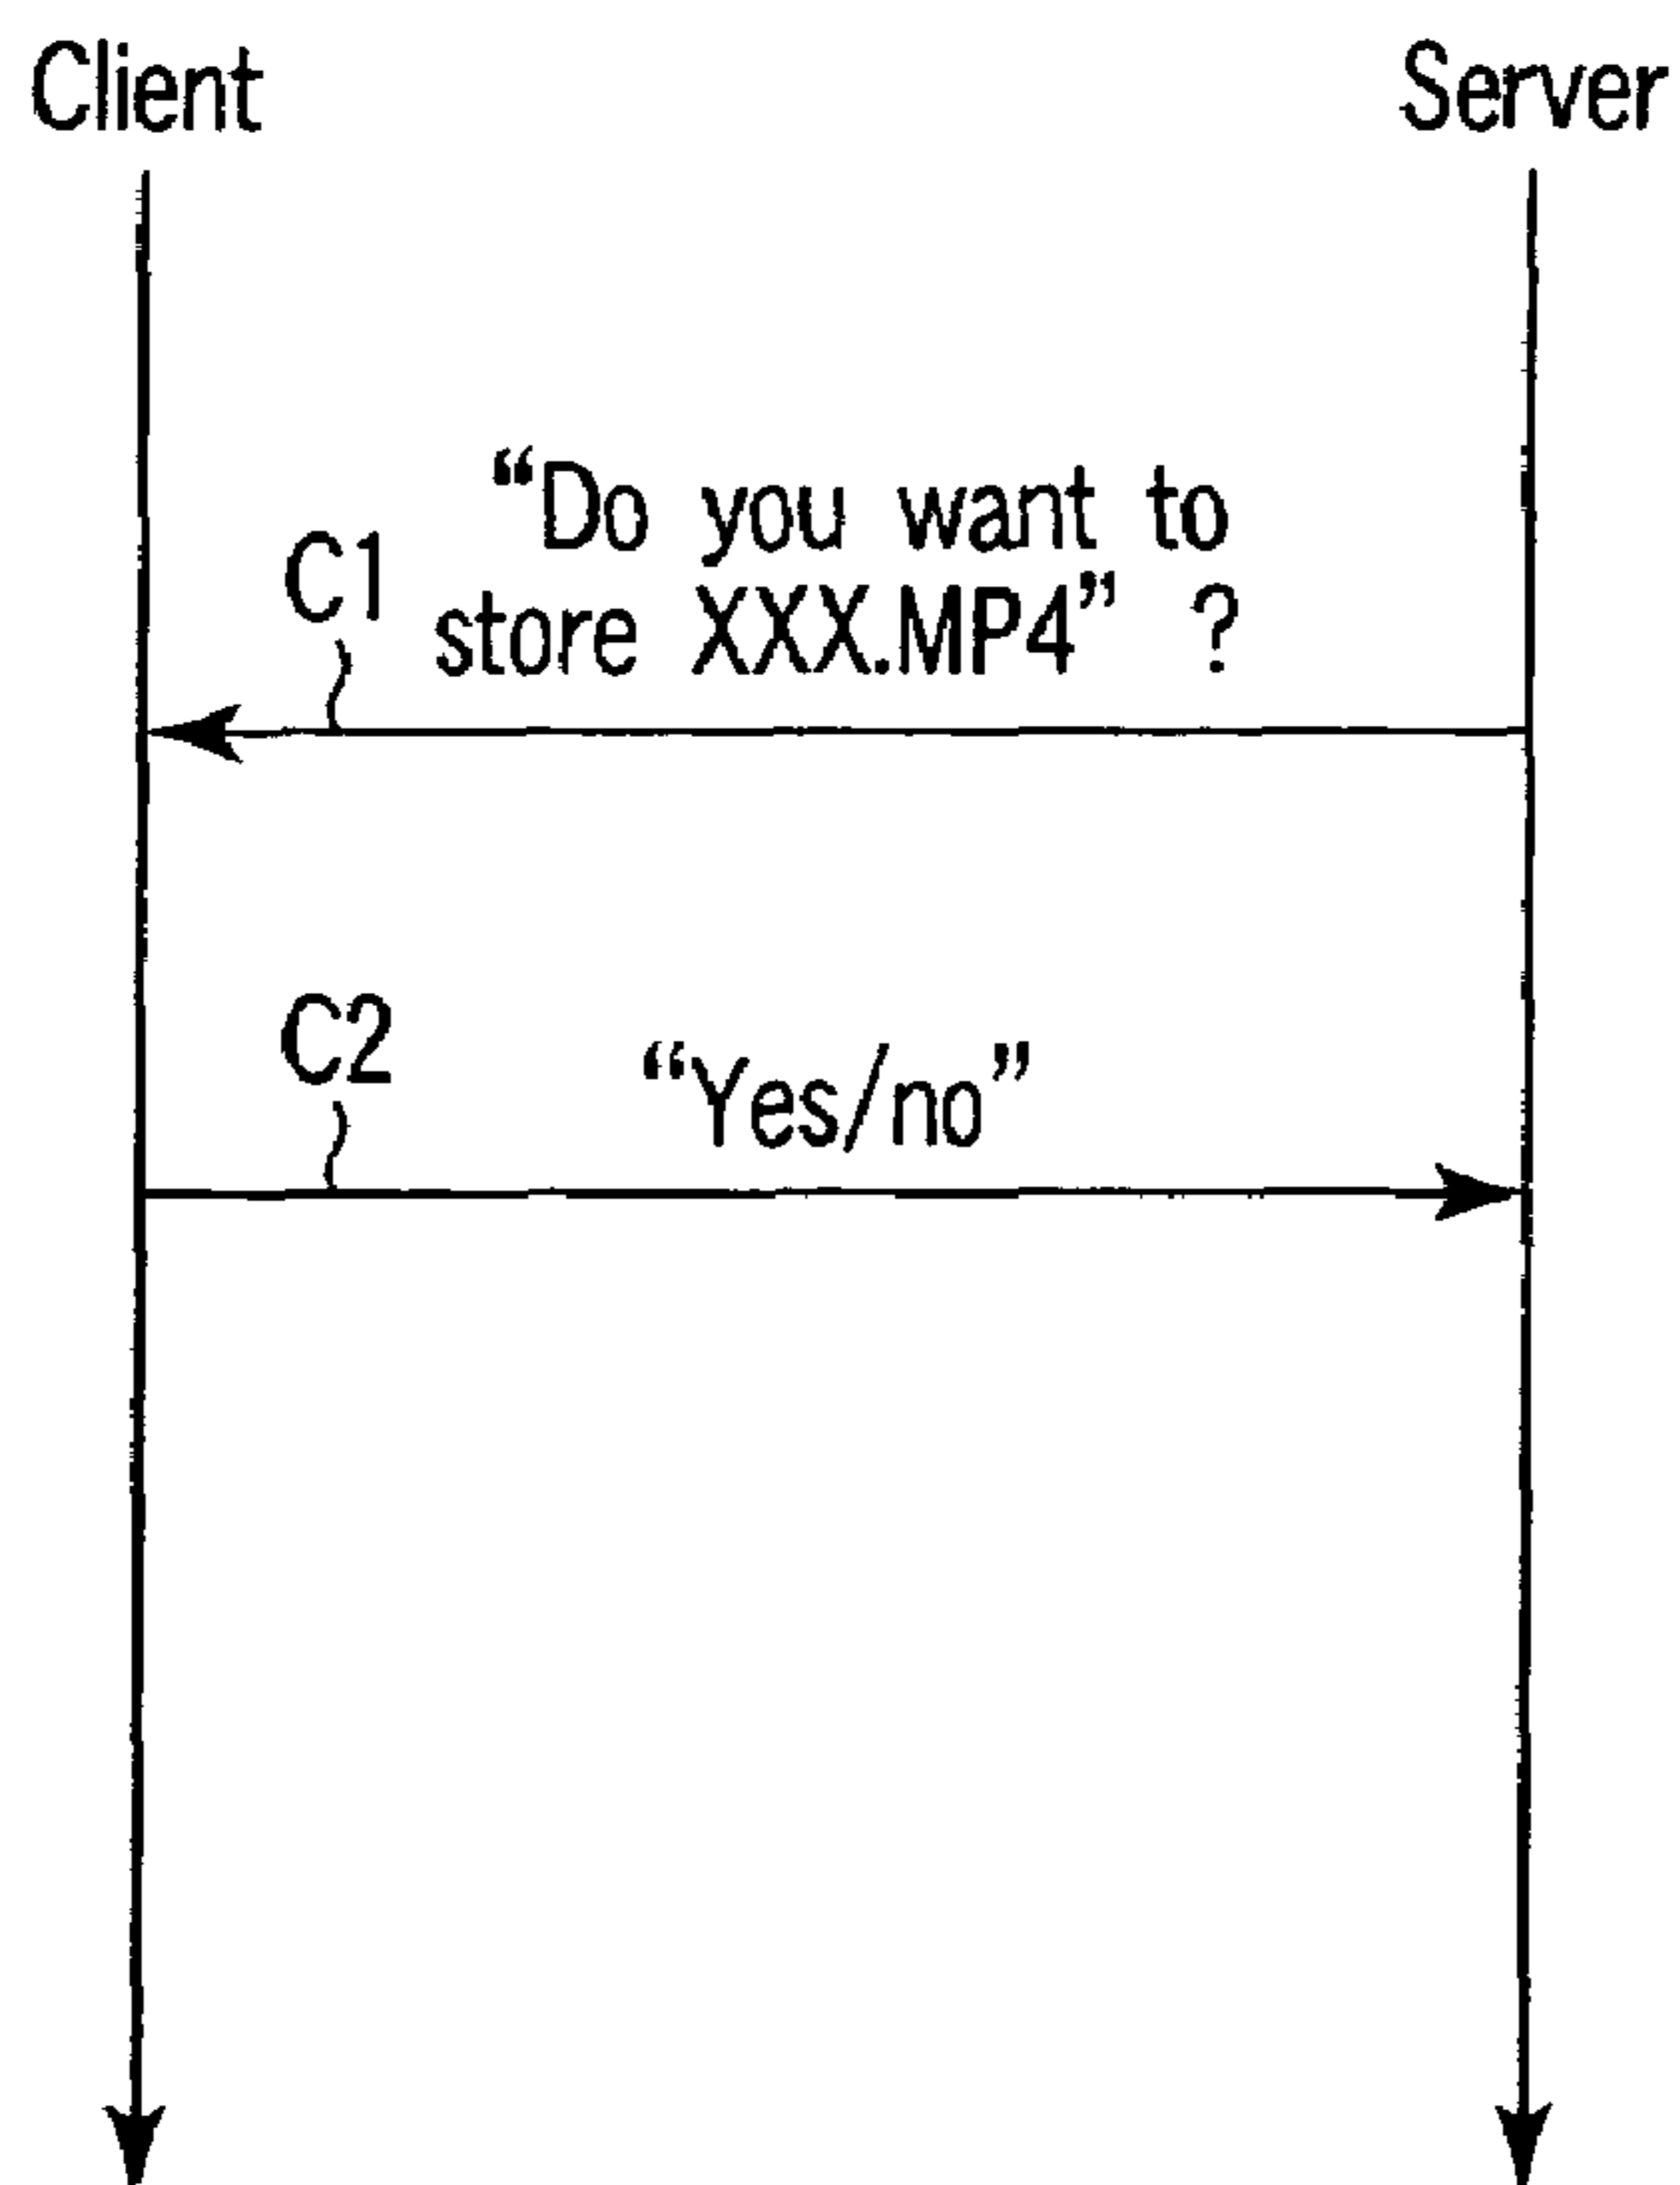 Client
Server
“Do you want to
C1
store XXX.MP4” ?
C2
“Yes/no”